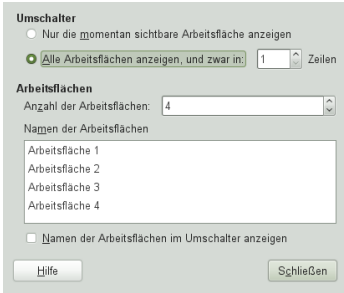 Umschalter
Nur die momentan sichtbare Arbeitsfläche anzeigen
Alle Arbeitsflächen anzeigen, und zwar in: 1 Zeilen
Arbeitsflächen
Anzahl der Arbeitsflächen: 4
Namen der Arbeitsflächen
Arbeitsfläche 1
Arbeitsfläche 2
Arbeitsfläche 3
Arbeitsfläche 4
Namen der Arbeitsflächen im Umschalter anzeigen
Hilfe Schließen